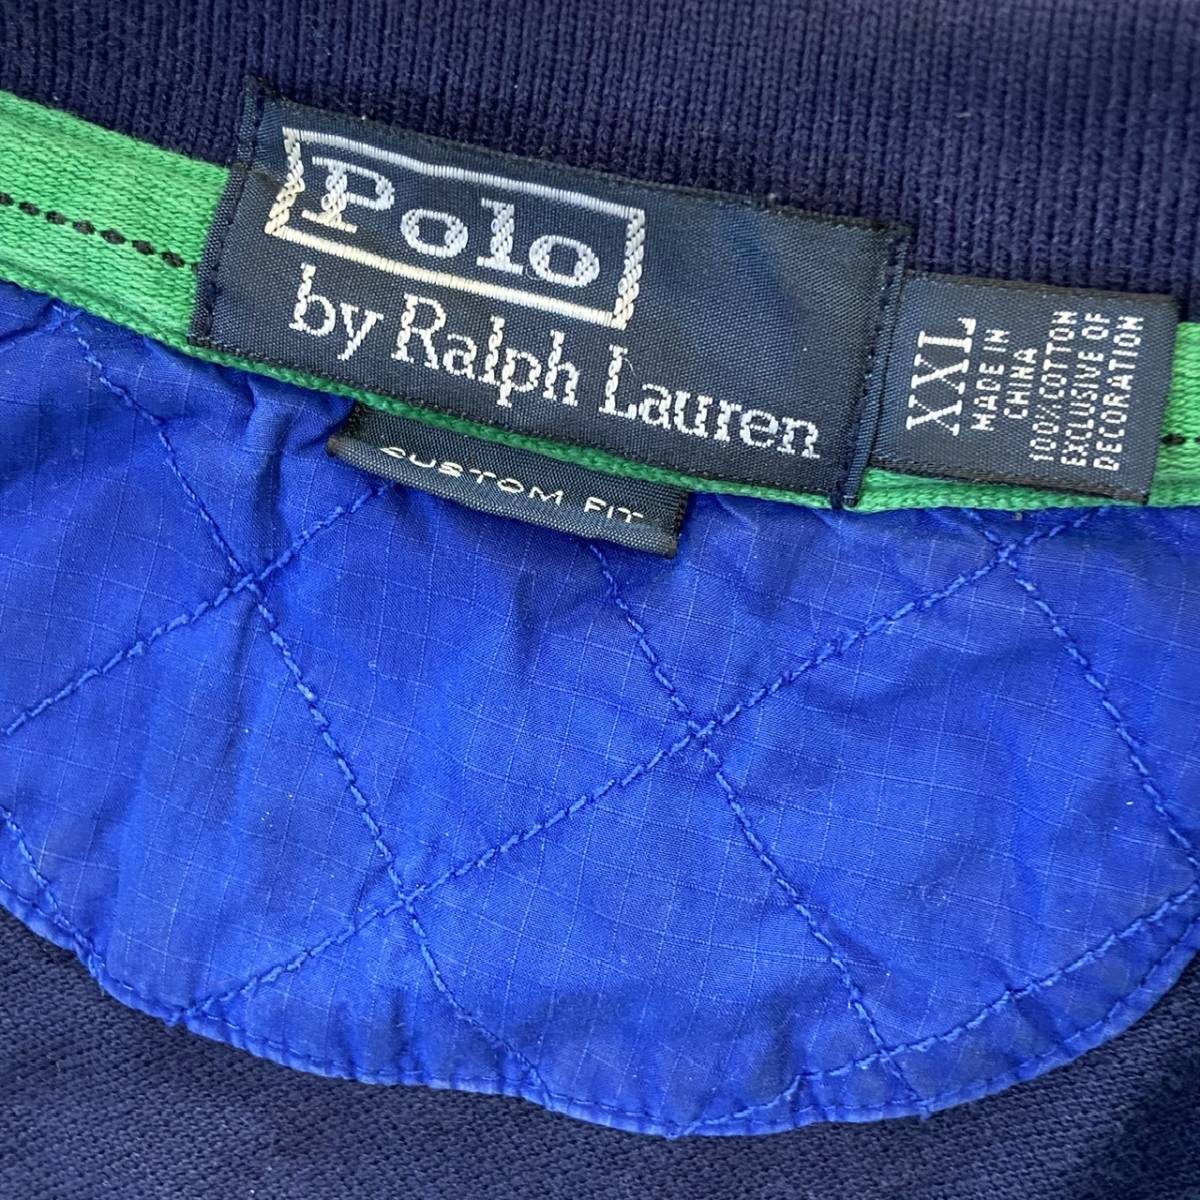 Polo
by Ralph Lauren
CUSTOM FIT
XXL
MADE IN
CHINA
100% COTTON
EXCLUSIVE OF
DECORATION